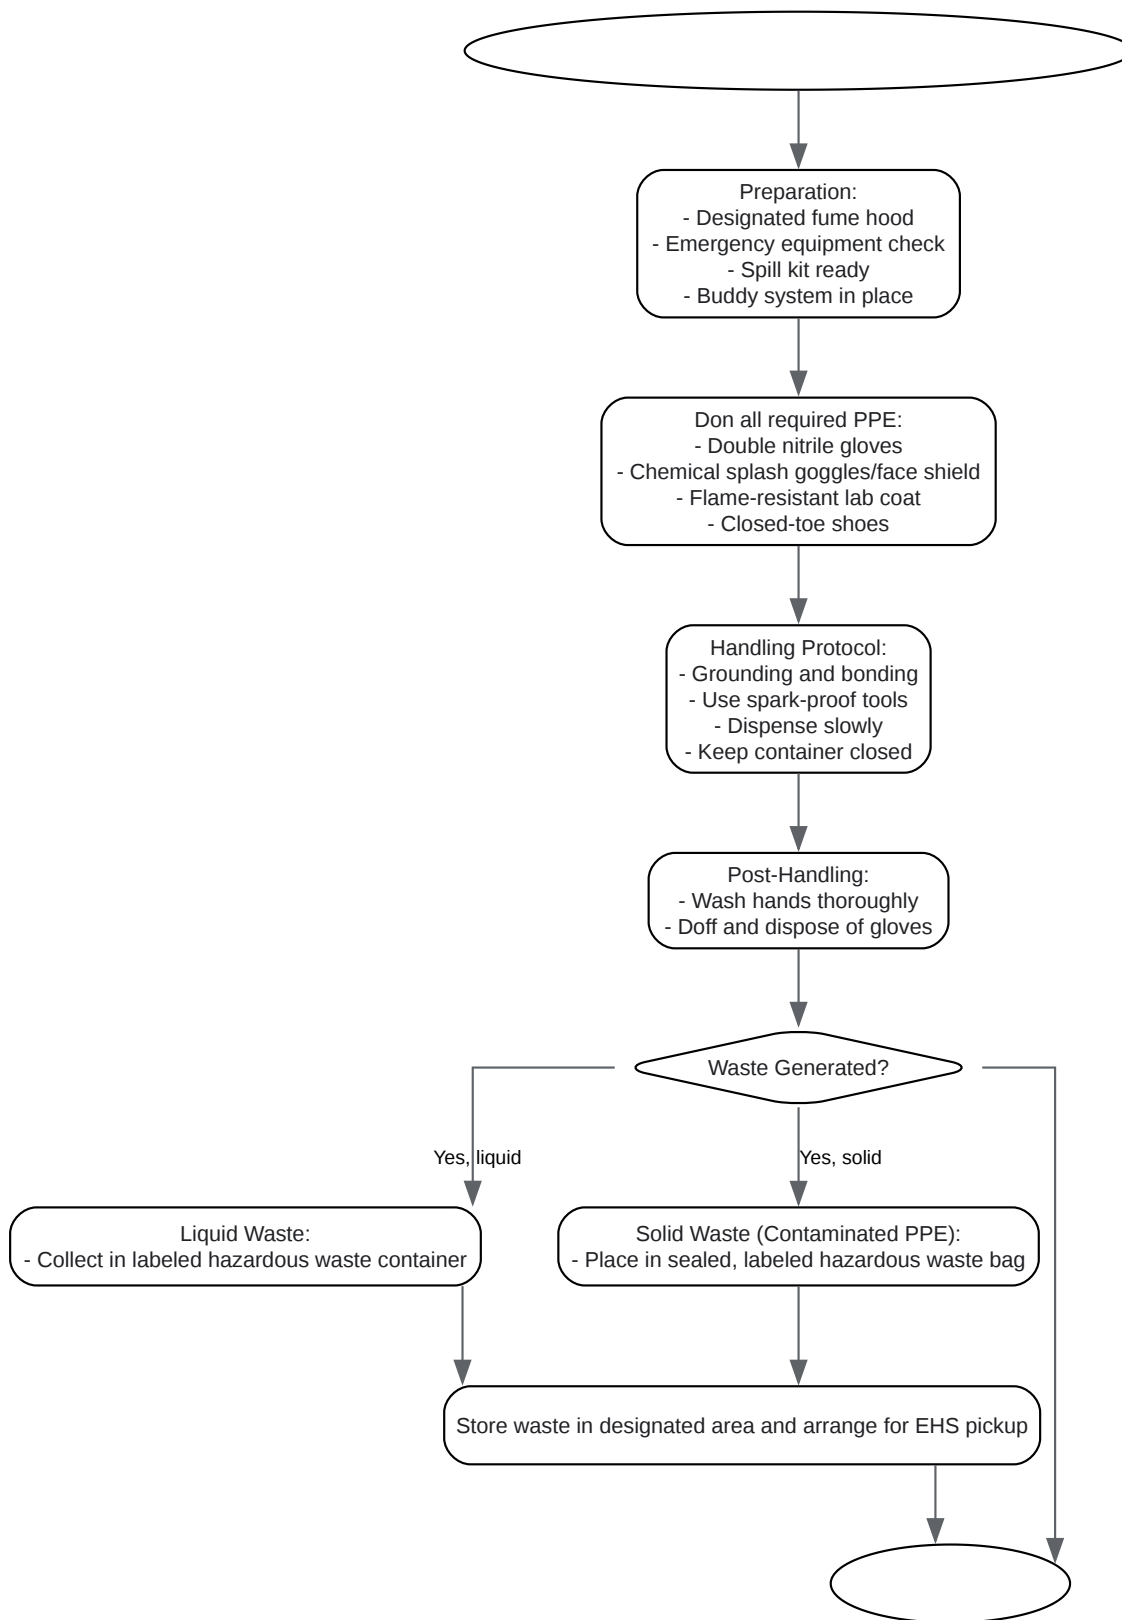 Preparation:
- Designated fume hood
- Emergency equipment check
- Spill kit ready
- Buddy system in place
Don all required PPE:
- Double nitrile gloves
- Chemical splash goggles/face shield
- Flame-resistant lab coat
- Closed-toe shoes
Handling Protocol:
- Grounding and bonding
- Use spark-proof tools
- Dispense slowly
- Keep container closed
Post-Handling:
- Wash hands thoroughly
- Doff and dispose of gloves
Waste Generated?
Yes, liquid
Yes, solid
Liquid Waste:
- Collect in labeled hazardous waste container
Solid Waste (Contaminated PPE):
- Place in sealed, labeled hazardous waste bag
Store waste in designated area and arrange for EHS pickup